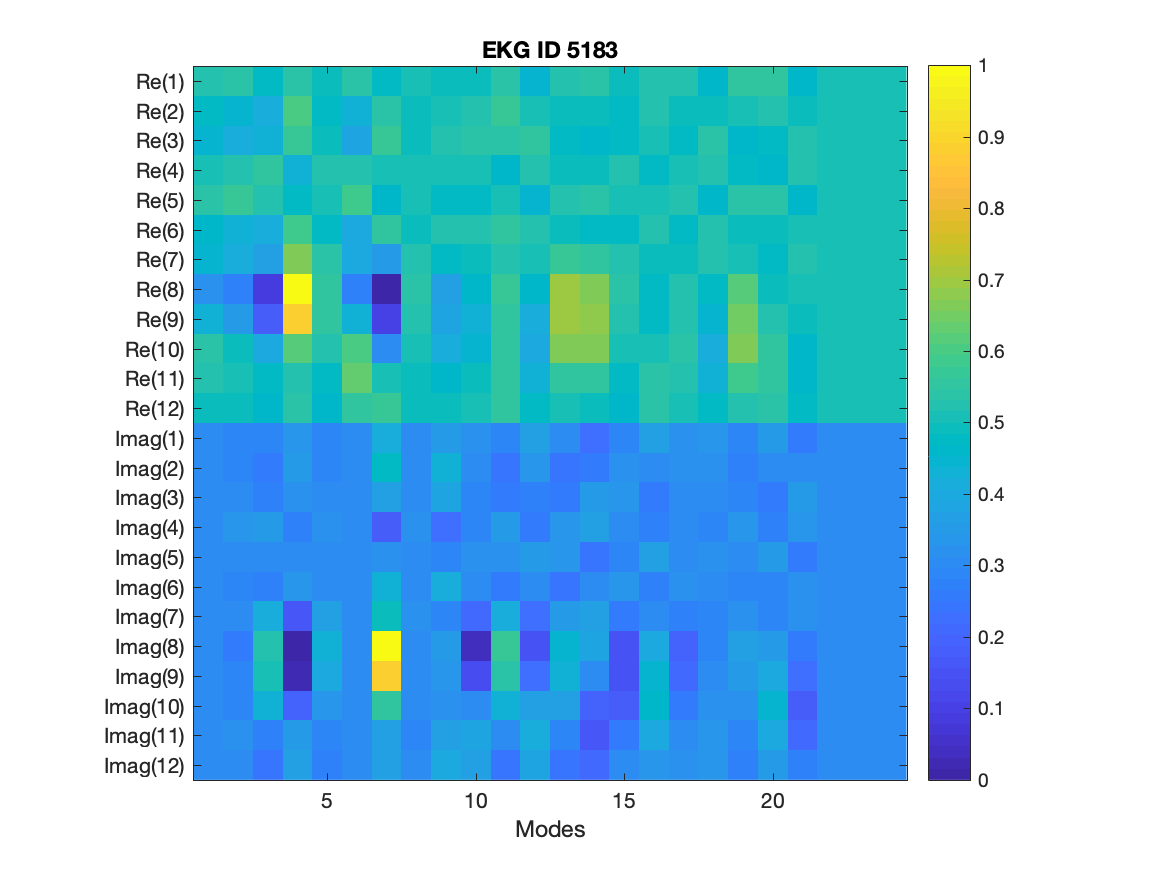 EKG ID 5183
Re(1)
Re(2)
Re(3)
Re(4)
Re(5)
Re(6)
Re(7)
Re(8)
Re(9)
Re(10)
Re(11)
Re(12)
Imag(1)
Imag(2)
Imag(3)
Imag(4)
Imag(5)
Imag(6)
Imag(7)
Imag(8)
Imag(9)
Imag(10)
Imag(11)
Imag(12)
5 10 15 20
Modes
1
0.9
0.8
0.7
0.6
0.5
0.4
0.3
0.2
0.1
0